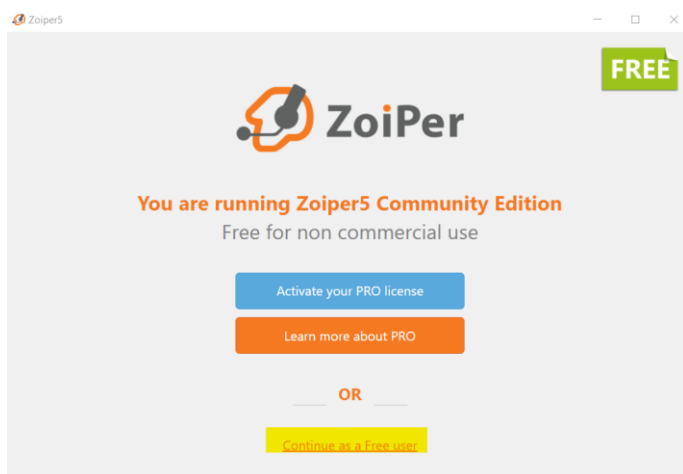 Zoiper5
FREE
ZoiPer
You are running Zoiper5 Community Edition
Free for non commercial use
Activate your PRO license
Learn more about PRO
OR
Continue as a Free user